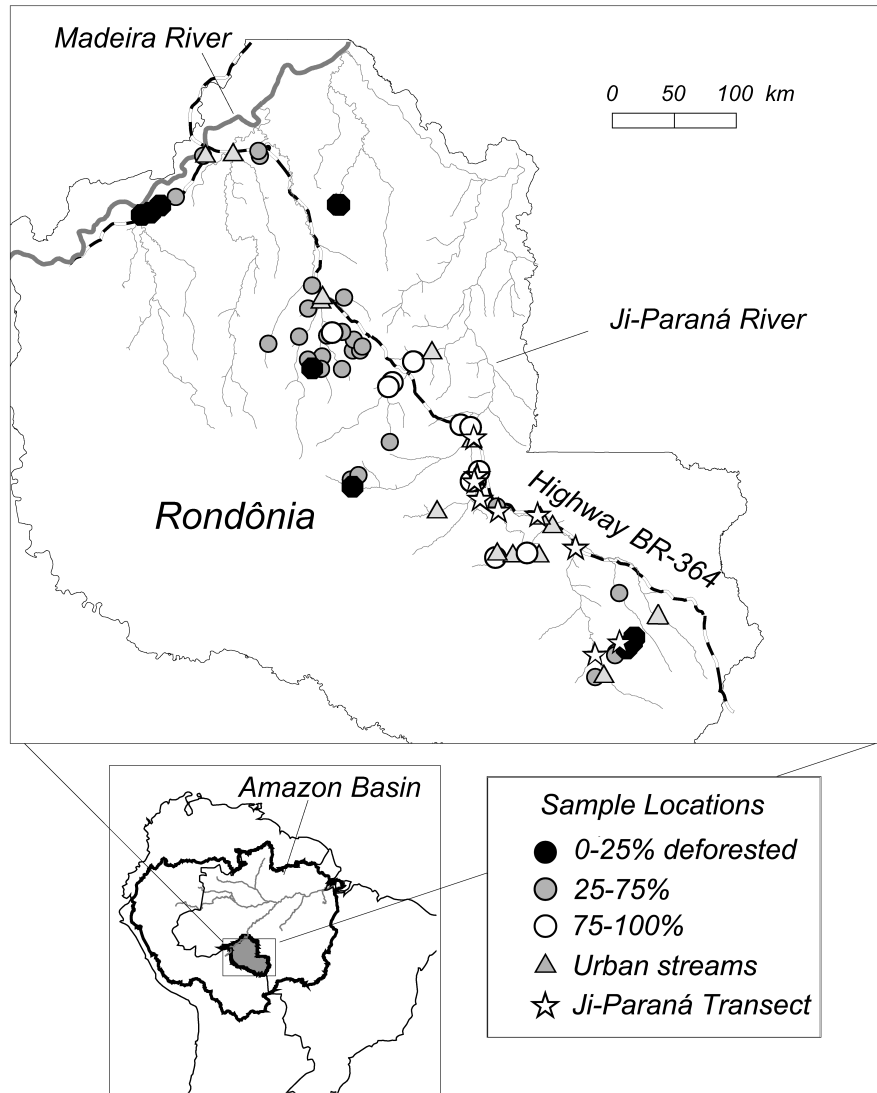 Madeira River
0 50 100 km
Ji-Paraná River
Rondônia
Highway BR-364
Amazon Basin
Sample Locations
0-25% deforested
25-75%
75-100%
Urban streams
Ji-Paraná Transect